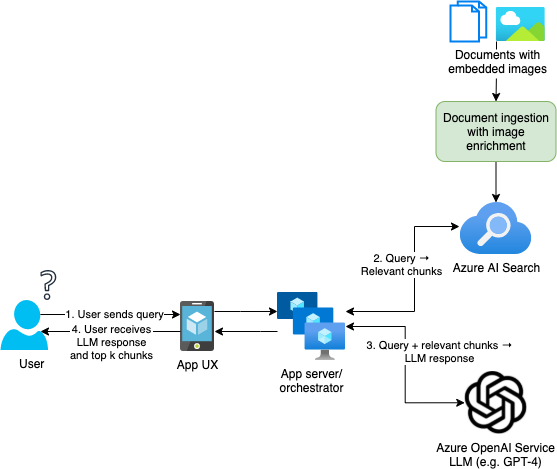 Documents with
embedded images
Document ingestion
with image
enrichment
Azure AI Search
2. Query →
Relevant chunks
?
1. User sends query
4. User receives
LLM response
and top k chunks
User
App UX
App server/
orchestrator
3. Query + relevant chunks →
LLM response
Azure OpenAI Service
LLM (e.g. GPT-4)